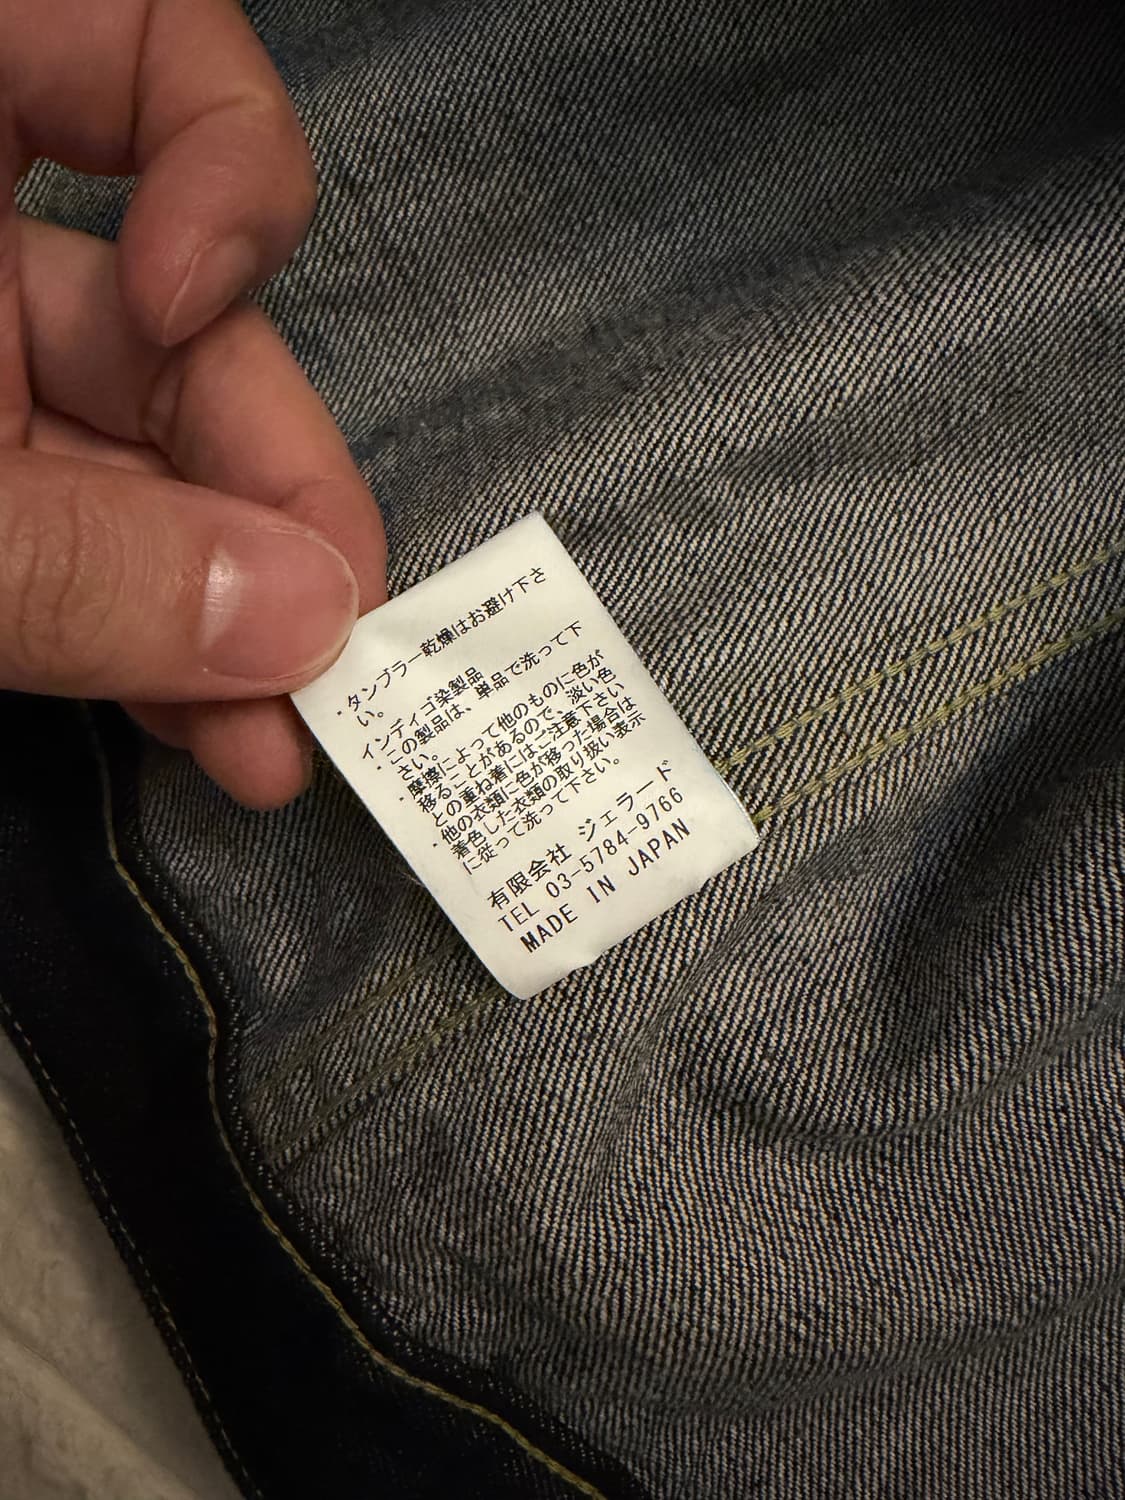 ・タンブラー乾燥はお避け下さ
い。
インディゴ染製品
・この製品は、単品で洗って下
さい。
・摩擦によって他のものに色が
移ることがあるので、淡い色
との重ね着にはご注意下さい。
・他の衣類に色が移った場合は
着色した衣類の取り扱い表示
に従って洗って下さい。
有限会社 ジェラード
TEL 03-5784-9766
MADE IN JAPAN